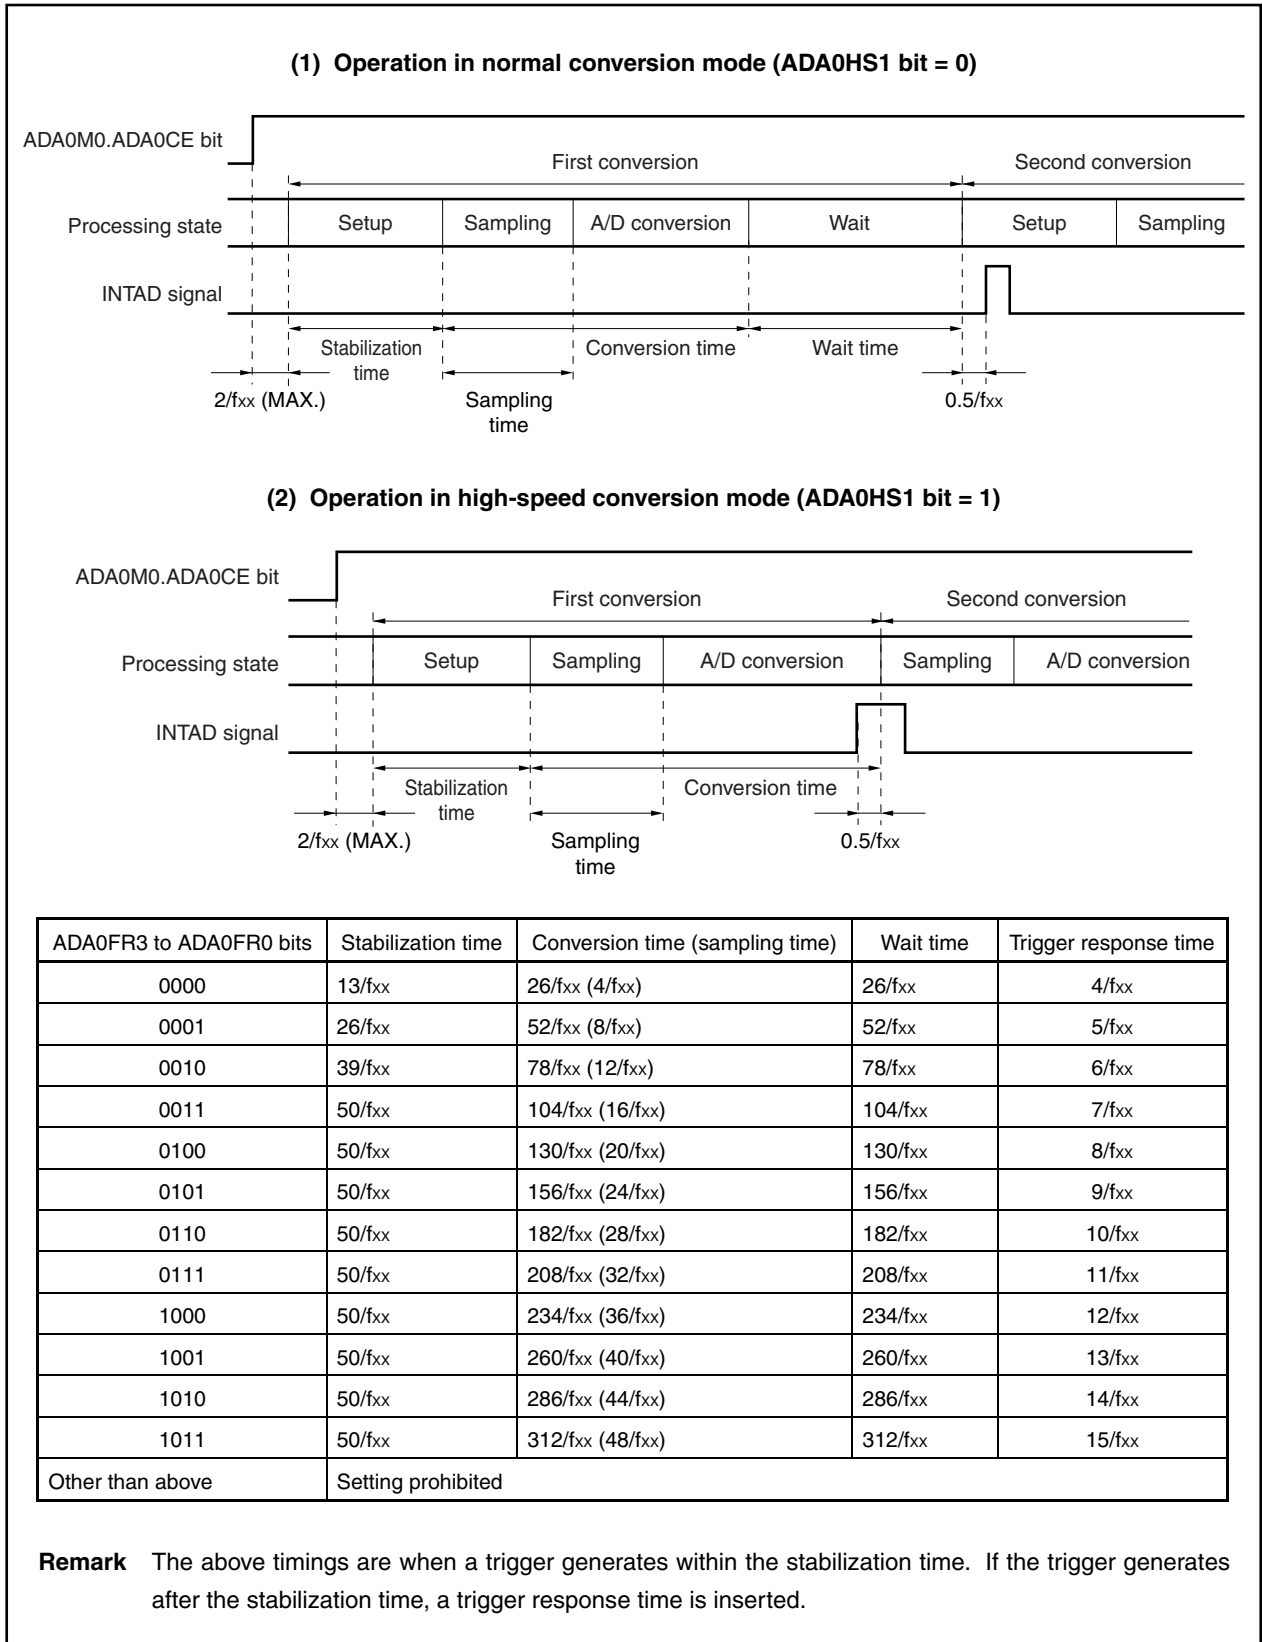 (1) Operation in normal conversion mode (ADA0HS1 bit = 0)
ADA0M0.ADA0CE bit
First conversion
Second conversion
Processing state
Setup
Sampling
A/D conversion
Wait
Setup
Sampling
INTAD signal
Stabilization
time
Conversion time
Wait time
2/fxx (MAX.)
Sampling
time
0.5/fxx
(2) Operation in high-speed conversion mode (ADA0HS1 bit = 1)
ADA0M0.ADA0CE bit
First conversion
Second conversion
Processing state
Setup
Sampling
A/D conversion
Sampling
A/D conversion
INTAD signal
Stabilization
time
Conversion time
2/fxx (MAX.)
Sampling
time
0.5/fxx
ADA0FR3 to ADA0FR0 bits Stabilization time Conversion time (sampling time) Wait time Trigger response time
0000 13/fxx 26/fxx (4/fxx) 26/fxx 4/fxx
0001 26/fxx 52/fxx (8/fxx) 52/fxx 5/fxx
0010 39/fxx 78/fxx (12/fxx) 78/fxx 6/fxx
0011 50/fxx 104/fxx (16/fxx) 104/fxx 7/fxx
0100 50/fxx 130/fxx (20/fxx) 130/fxx 8/fxx
0101 50/fxx 156/fxx (24/fxx) 156/fxx 9/fxx
0110 50/fxx 182/fxx (28/fxx) 182/fxx 10/fxx
0111 50/fxx 208/fxx (32/fxx) 208/fxx 11/fxx
1000 50/fxx 234/fxx (36/fxx) 234/fxx 12/fxx
1001 50/fxx 260/fxx (40/fxx) 260/fxx 13/fxx
1010 50/fxx 286/fxx (44/fxx) 286/fxx 14/fxx
1011 50/fxx 312/fxx (48/fxx) 312/fxx 15/fxx
Other than above Setting prohibited
Remark The above timings are when a trigger generates within the stabilization time. If the trigger generates
after the stabilization time, a trigger response time is inserted.